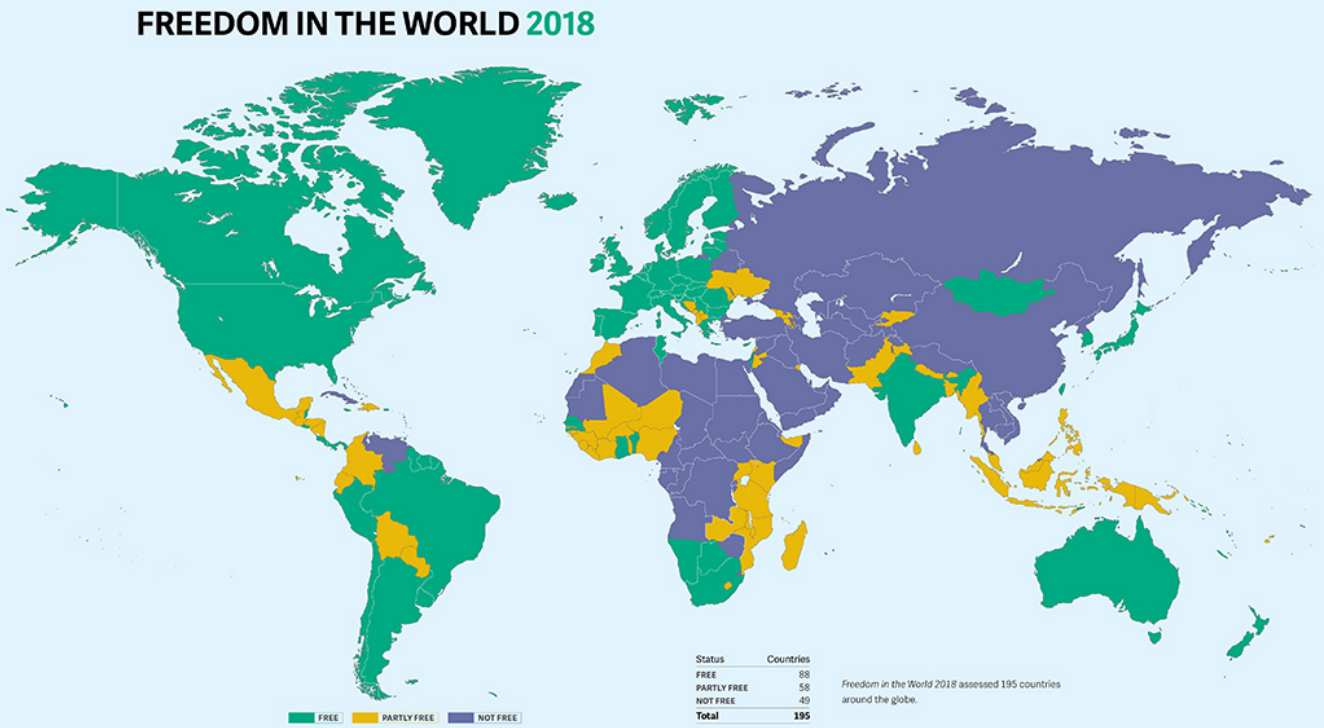 FREEDOM IN THE WORLD 2018
Status Countries
FREE 88
PARTLY FREE 58
NOT FREE 49
Total 195
Freedom in the World 2018 assessed 195 countries
around the globe.
FREE PARTLY FREE NOT FREE